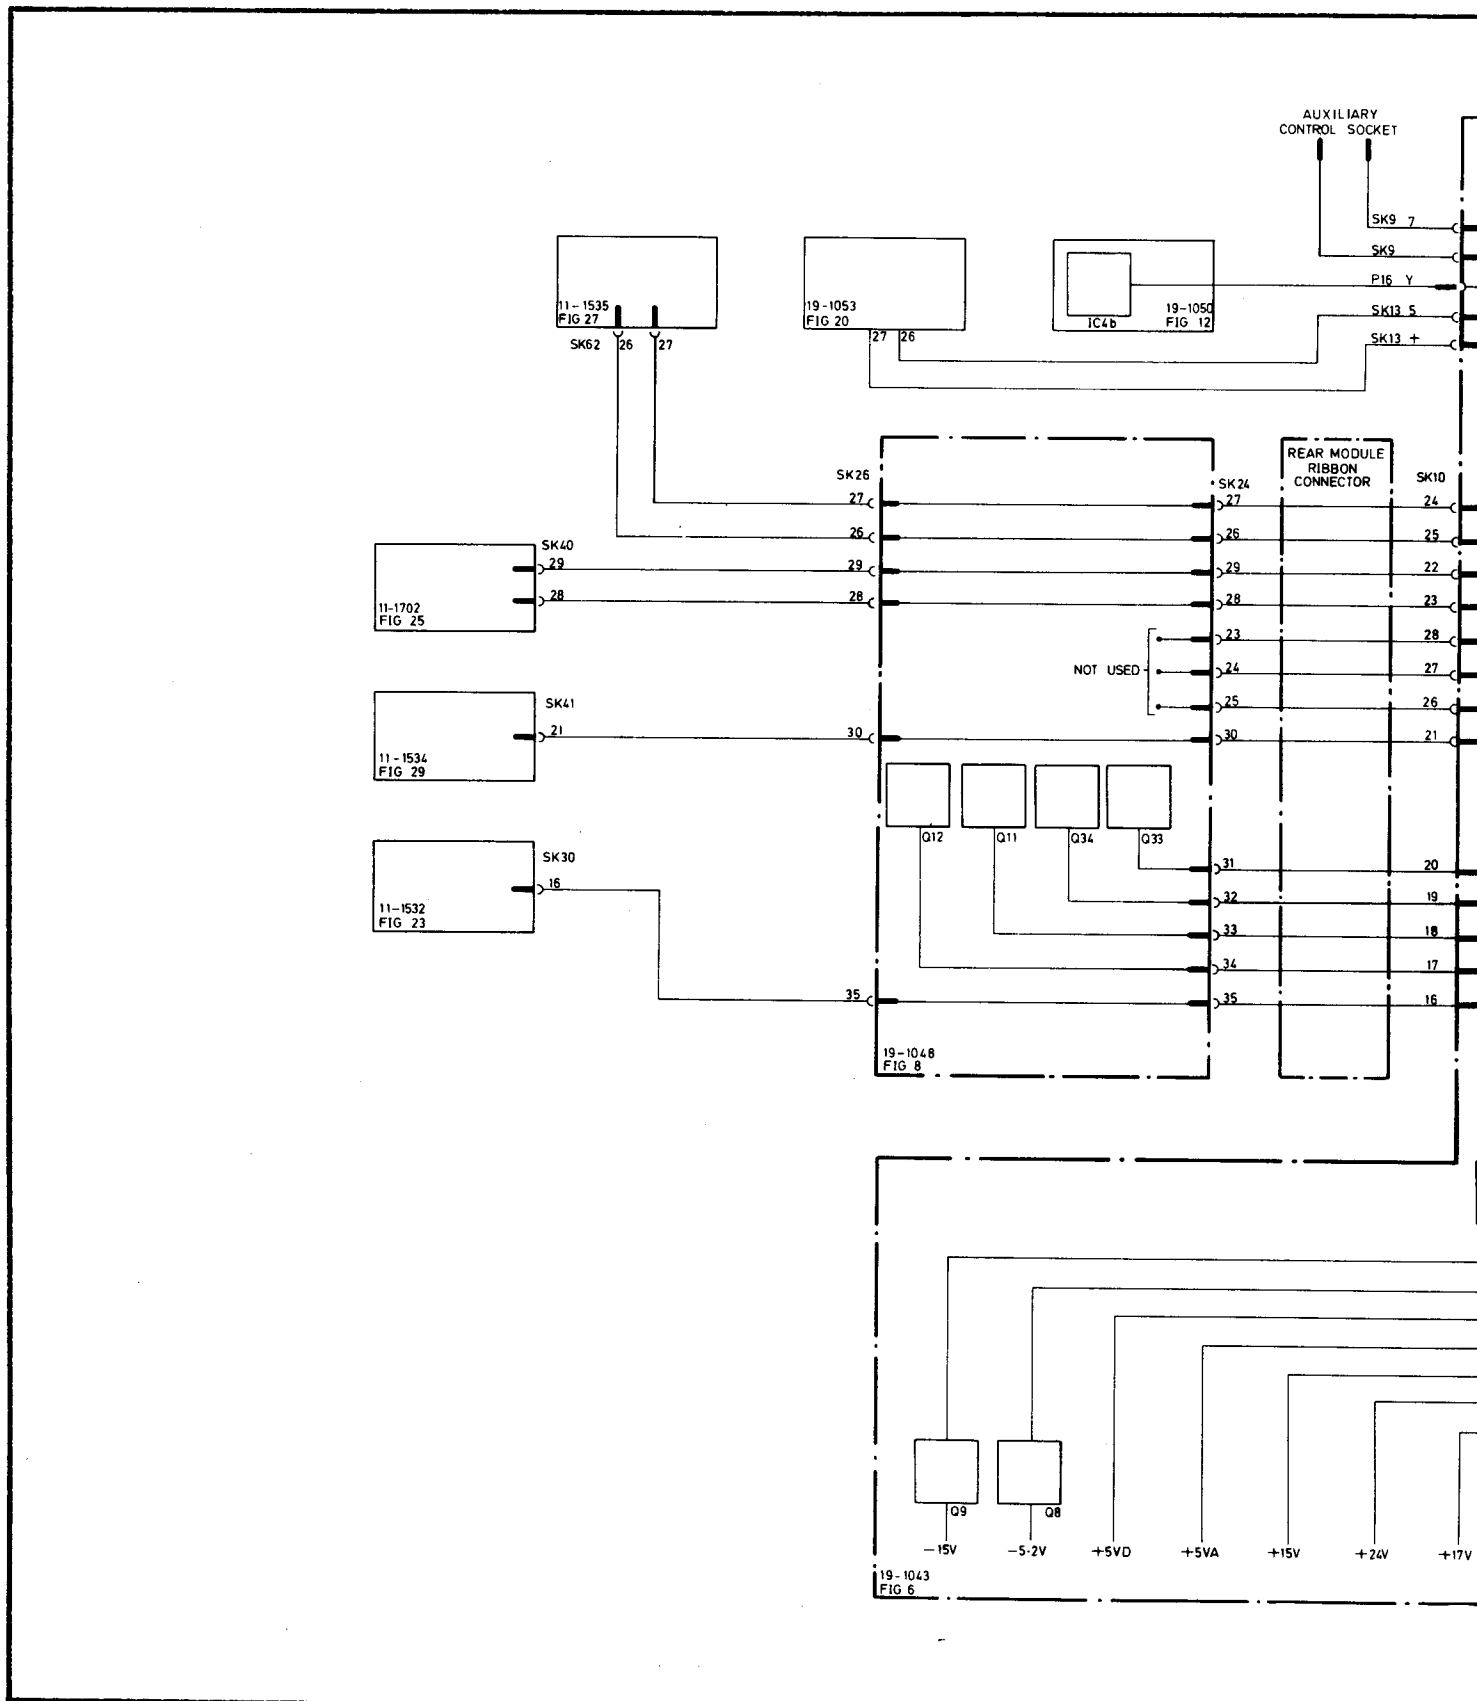 AUXILIARY
CONTROL SOCKET
SK9 7
SK9
P16 Y
SK13 5
SK13 +
11-1535
FIG 27
SK62 26 27
19-1053
FIG 20
27 26
IC4b
19-1050
FIG 12
REAR MODULE
RIBBON
CONNECTOR
SK26
SK24
SK10
27 27 24
26 26 25
SK40
29 29 29 22
28 28 28 23
11-1702
FIG 25
23 28
NOT USED 24 27
25 26
SK41
21 30 30 21
11-1534
FIG 29
Q12 Q11 Q34 Q33
31 20
SK30
16
32 19
11-1532
FIG 23
33 18
34 17
35 35 16
19-1048
FIG 8
Q9 Q8
-15V -5·2V +5VD +5VA +15V +24V +17V
19-1043
FIG 6